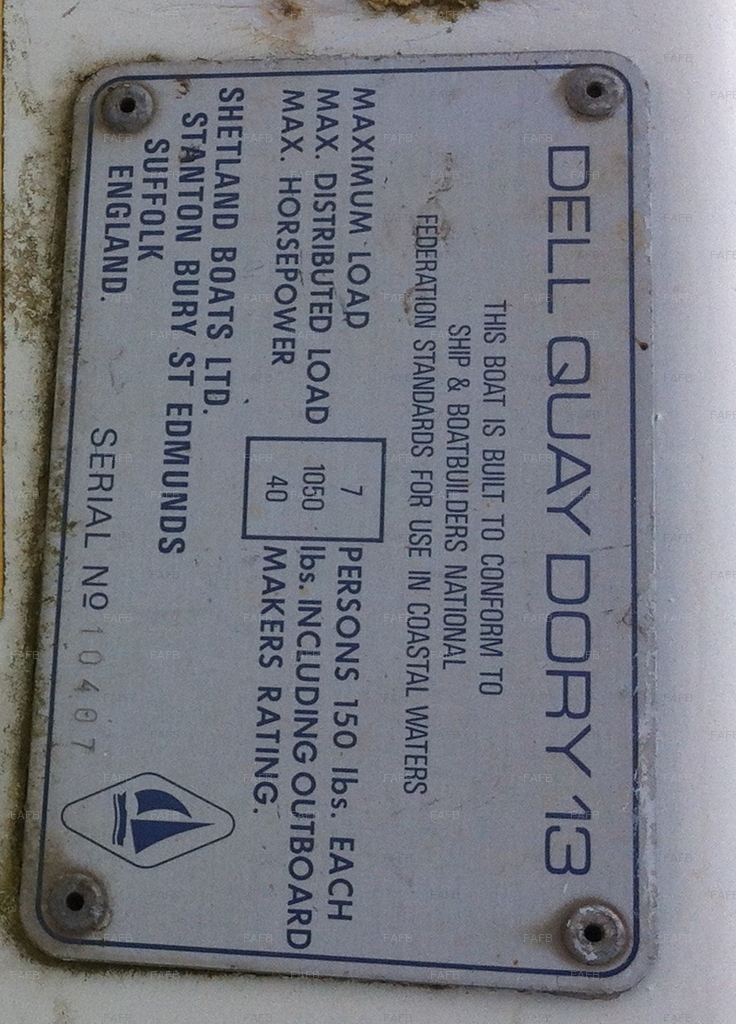 DELL QUAY DORY 13
THIS BOAT IS BUILT TO CONFORM TO
SHIP & BOATBUILDERS NATIONAL
FEDERATION STANDARDS FOR USE IN COASTAL WATERS
MAXIMUM LOAD 7 PERSONS 150 lbs. EACH
MAX. DISTRIBUTED LOAD 1050 lbs. INCLUDING OUTBOARD
MAX. HORSEPOWER 40 MAKERS RATING.
SHETLAND BOATS LTD.
STANTON BURY ST EDMUNDS
SUFFOLK
ENGLAND.
SERIAL Nº 10407
FAFB